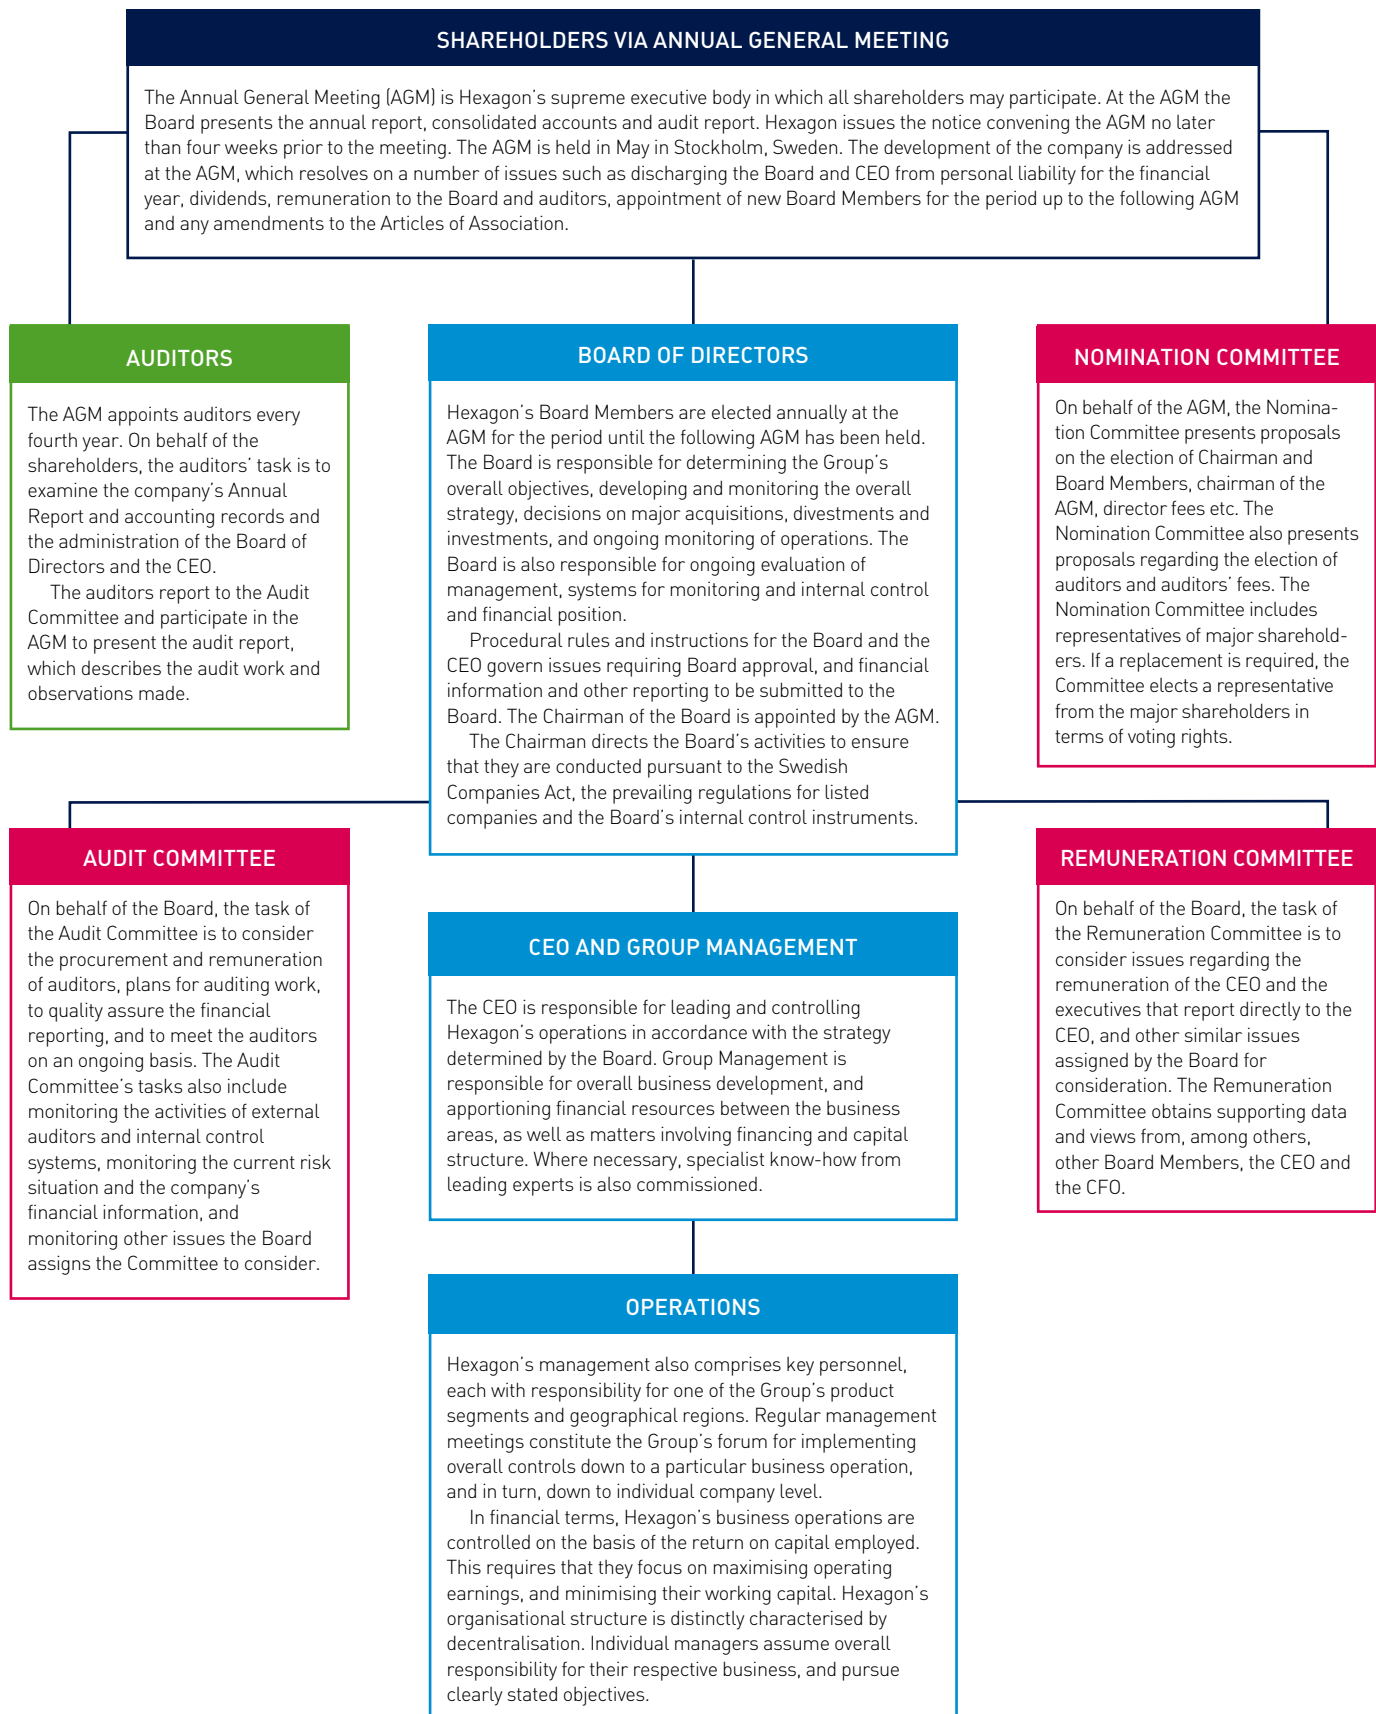 SHAREHOLDERS VIA ANNUAL GENERAL MEETING
The Annual General Meeting (AGM) is Hexagon's supreme executive body in which all shareholders may participate. At the AGM the
Board presents the annual report, consolidated accounts and audit report. Hexagon issues the notice convening the AGM no later
than four weeks prior to the meeting. The AGM is held in May in Stockholm, Sweden. The development of the company is addressed
at the AGM, which resolves on a number of issues such as discharging the Board and CEO from personal liability for the financial
year, dividends, remuneration to the Board and auditors, appointment of new Board Members for the period up to the following AGM
and any amendments to the Articles of Association.
AUDITORS
The AGM appoints auditors every
fourth year. On behalf of the
shareholders, the auditors' task is to
examine the company's Annual
Report and accounting records and
the administration of the Board of
Directors and the CEO.
The auditors report to the Audit
Committee and participate in the
AGM to present the audit report,
which describes the audit work and
observations made.
BOARD OF DIRECTORS
Hexagon's Board Members are elected annually at the
AGM for the period until the following AGM has been held.
The Board is responsible for determining the Group's
overall objectives, developing and monitoring the overall
strategy, decisions on major acquisitions, divestments and
investments, and ongoing monitoring of operations. The
Board is also responsible for ongoing evaluation of
management, systems for monitoring and internal control
and financial position.
Procedural rules and instructions for the Board and the
CEO govern issues requiring Board approval, and financial
information and other reporting to be submitted to the
Board. The Chairman of the Board is appointed by the AGM.
The Chairman directs the Board's activities to ensure
that they are conducted pursuant to the Swedish
Companies Act, the prevailing regulations for listed
companies and the Board's internal control instruments.
NOMINATION COMMITTEE
On behalf of the AGM, the Nomina-
tion Committee presents proposals
on the election of Chairman and
Board Members, chairman of the
AGM, director fees etc. The
Nomination Committee also presents
proposals regarding the election of
auditors and auditors' fees. The
Nomination Committee includes
representatives of major sharehold-
ers. If a replacement is required, the
Committee elects a representative
from the major shareholders in
terms of voting rights.
AUDIT COMMITTEE
On behalf of the Board, the task of
the Audit Committee is to consider
the procurement and remuneration
of auditors, plans for auditing work,
to quality assure the financial
reporting, and to meet the auditors
on an ongoing basis. The Audit
Committee's tasks also include
monitoring the activities of external
auditors and internal control
systems, monitoring the current risk
situation and the company's
financial information, and
monitoring other issues the Board
assigns the Committee to consider.
CEO AND GROUP MANAGEMENT
The CEO is responsible for leading and controlling
Hexagon's operations in accordance with the strategy
determined by the Board. Group Management is
responsible for overall business development, and
apportioning financial resources between the business
areas, as well as matters involving financing and capital
structure. Where necessary, specialist know-how from
leading experts is also commissioned.
REMUNERATION COMMITTEE
On behalf of the Board, the task of
the Remuneration Committee is to
consider issues regarding the
remuneration of the CEO and the
executives that report directly to the
CEO, and other similar issues
assigned by the Board for
consideration. The Remuneration
Committee obtains supporting data
and views from, among others,
other Board Members, the CEO and
the CFO.
OPERATIONS
Hexagon's management also comprises key personnel,
each with responsibility for one of the Group's product
segments and geographical regions. Regular management
meetings constitute the Group's forum for implementing
overall controls down to a particular business operation,
and in turn, down to individual company level.
In financial terms, Hexagon's business operations are
controlled on the basis of the return on capital employed.
This requires that they focus on maximising operating
earnings, and minimising their working capital. Hexagon's
organisational structure is distinctly characterised by
decentralisation. Individual managers assume overall
responsibility for their respective business, and pursue
clearly stated objectives.